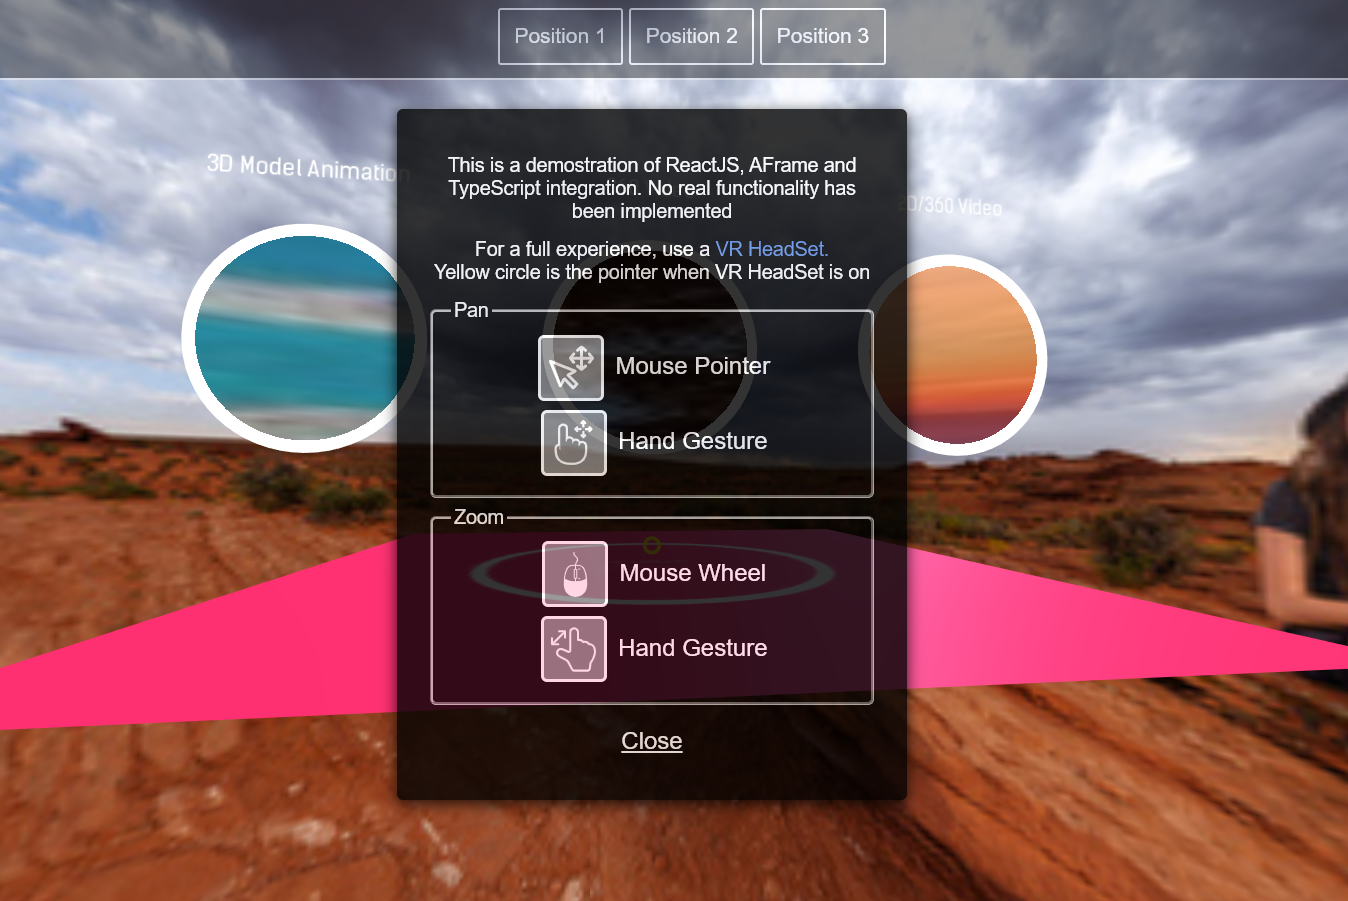 Position 1
Position 2
Position 3
3D Model Animation
2D/360 Video
This is a demostration of ReactJS, AFrame and
TypeScript integration. No real functionality has
been implemented
For a full experience, use a VR HeadSet.
Yellow circle is the pointer when VR HeadSet is on
Pan
Mouse Pointer
Hand Gesture
Zoom
Mouse Wheel
Hand Gesture
Close